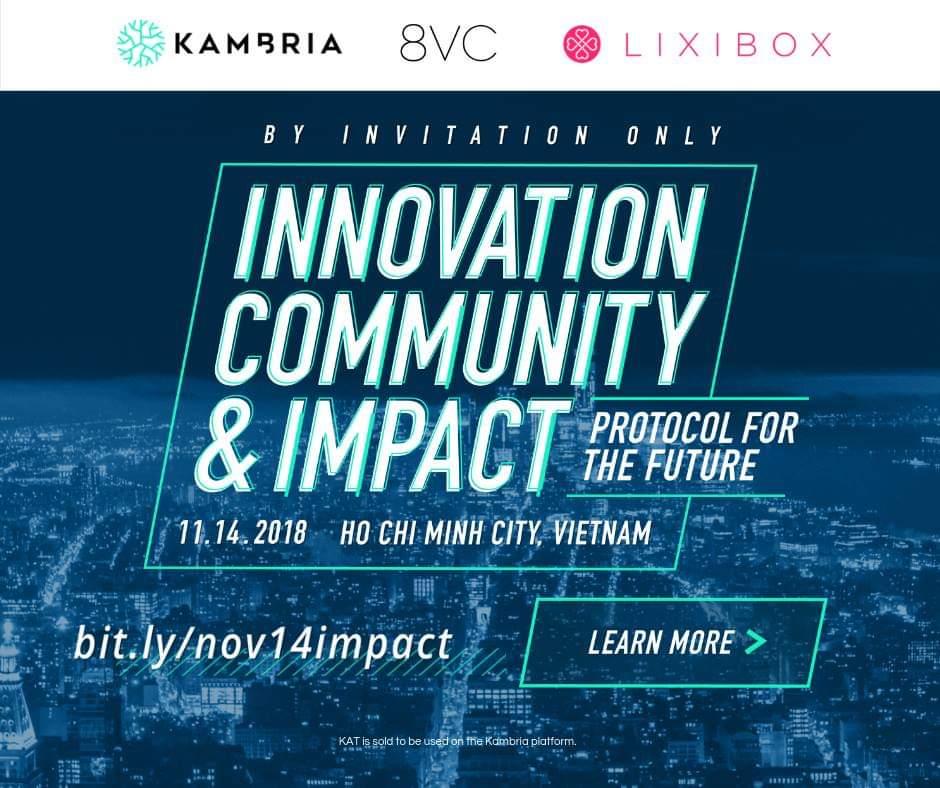 KAMBRIA 8VC LIXIBOX
BY INVITATION ONLY
INNOVATION
COMMUNITY
& IMPACT
PROTOCOL FOR
THE FUTURE
11.14.2018 HO CHI MINH CITY, VIETNAM
bit.ly/nov14impact
LEARN MORE >
KAT is sold to be used on the Kambria platform.